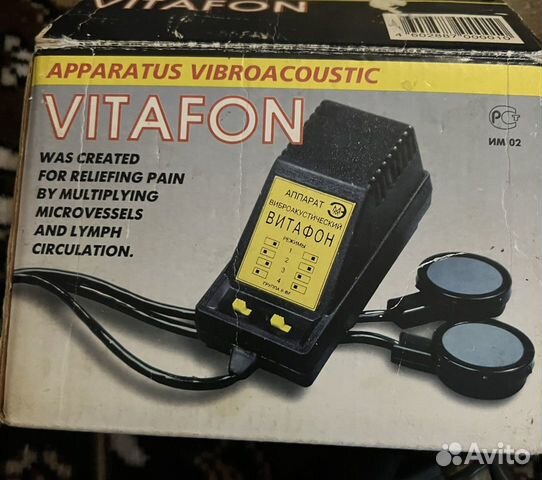 VITAFON
APPARATUS VIBROACOUSTIC
VITAFON
РСТ
ИМ 02
WAS CREATED
FOR RELIEFING PAIN
BY MULTIPLYING
MICROVESSELS
AND LYMPH
CIRCULATION.
АППАРАТ
ВИБРОАКУСТИЧЕСКИЙ
ВИТАФОН
РЕЖИМЫ
1
2
3
4
Avito